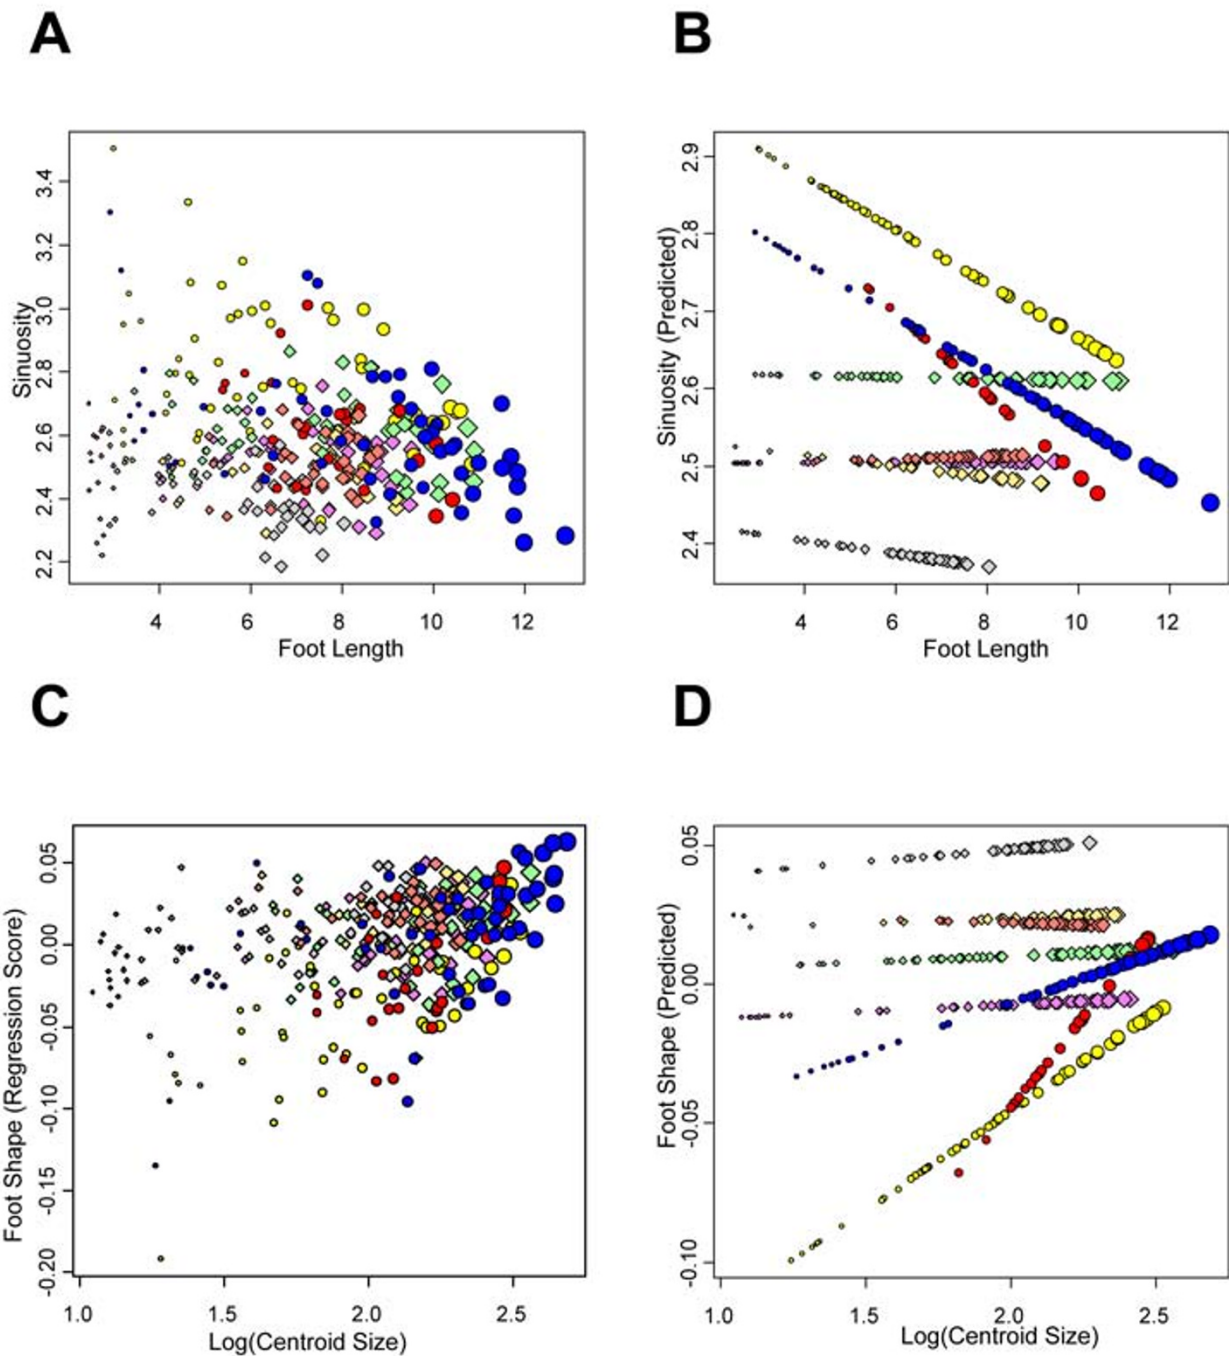 A
B
3.4
3.2
3.0
2.8
2.6
2.4
2.2
Sinuosity
4 6 8 10 12
Foot Length
2.9
2.8
2.7
2.6
2.5
2.4
Sinuosity (Predicted)
4 6 8 10 12
Foot Length
C
D
0.05
0.00
-0.05
-0.10
-0.15
-0.20
Foot Shape (Regression Score)
1.0 1.5 2.0 2.5
Log(Centroid Size)
0.05
0.00
-0.05
-0.10
Foot Shape (Predicted)
1.0 1.5 2.0 2.5
Log(Centroid Size)